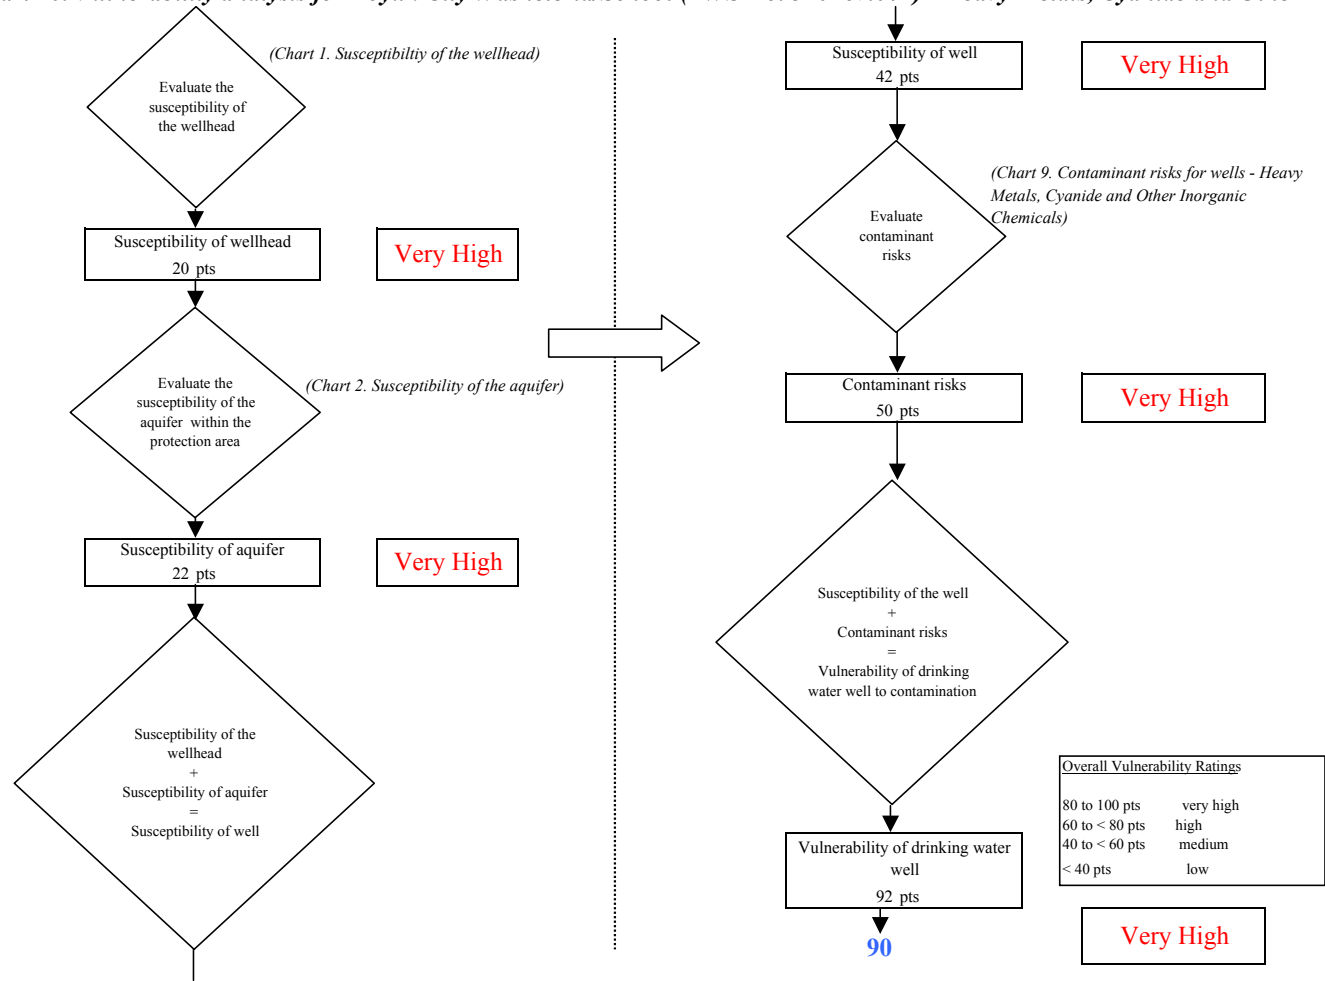 (Chart 1. Susceptibiltiy of the wellhead)
Evaluate the
susceptibility of
the wellhead
Susceptibility of wellhead
20 pts
Very High
Evaluate the
susceptibility of the
aquifer within the
protection area
(Chart 2. Susceptibility of the aquifer)
Susceptibility of aquifer
22 pts
Very High
Susceptibility of the
wellhead
+
Susceptibility of aquifer
=
Susceptibility of well
Susceptibility of well
42 pts
Very High
Evaluate
contaminant
risks
(Chart 9. Contaminant risks for wells - Heavy
Metals, Cyanide and Other Inorganic
Chemicals)
Contaminant risks
50 pts
Very High
Susceptibility of the well
+
Contaminant risks
=
Vulnerability of drinking
water well to contamination
Overall Vulnerability Ratings
80 to 100 pts very high
60 to < 80 pts high
40 to < 60 pts medium
< 40 pts low
Vulnerability of drinking water
well
92 pts
90
Very High